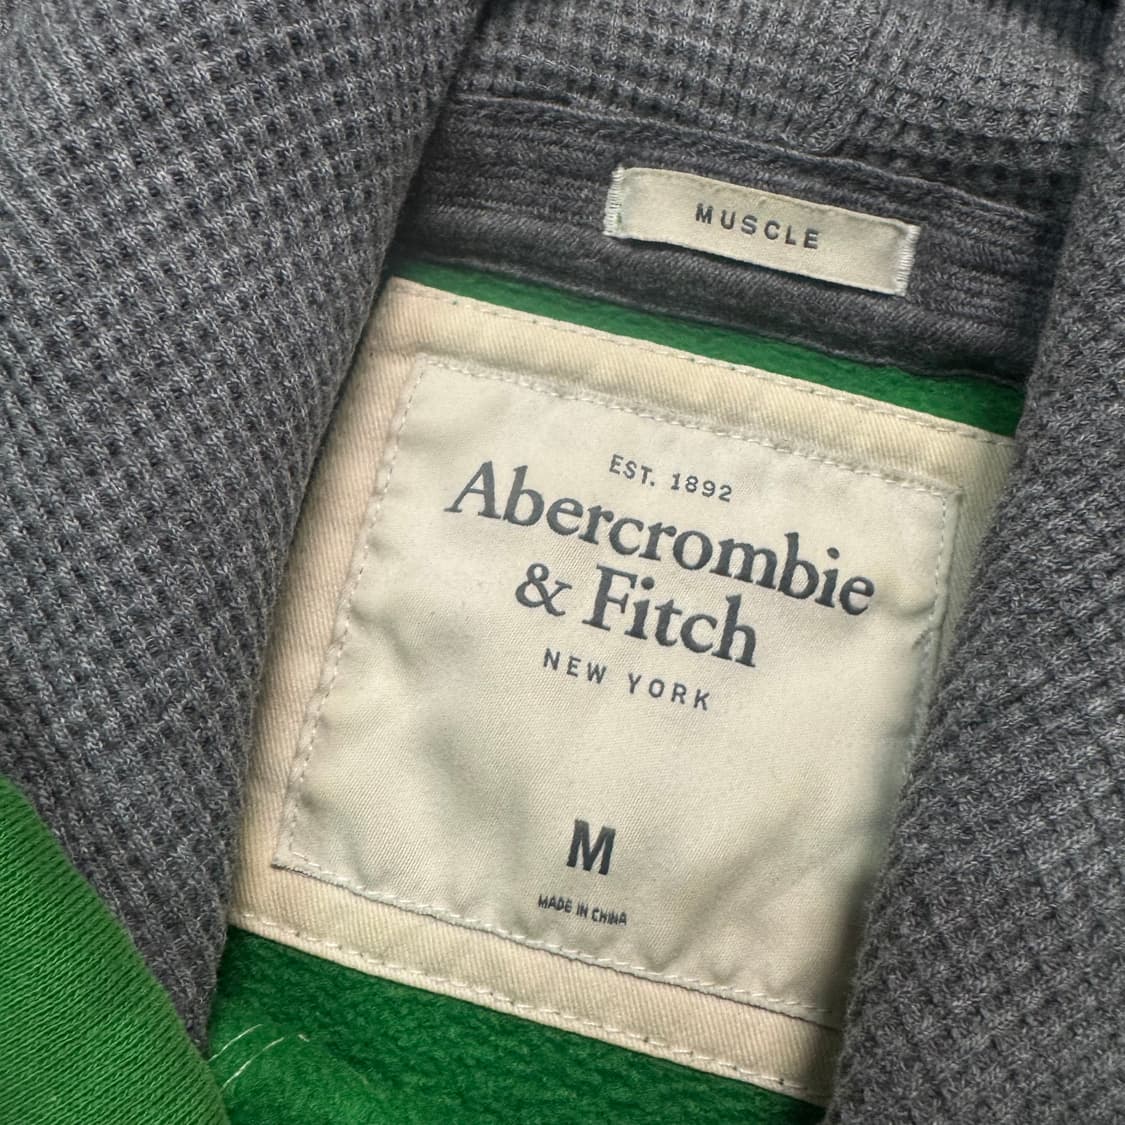 MUSCLE
EST. 1892
Abercrombie
& Fitch
NEW YORK
M
MADE IN CHINA